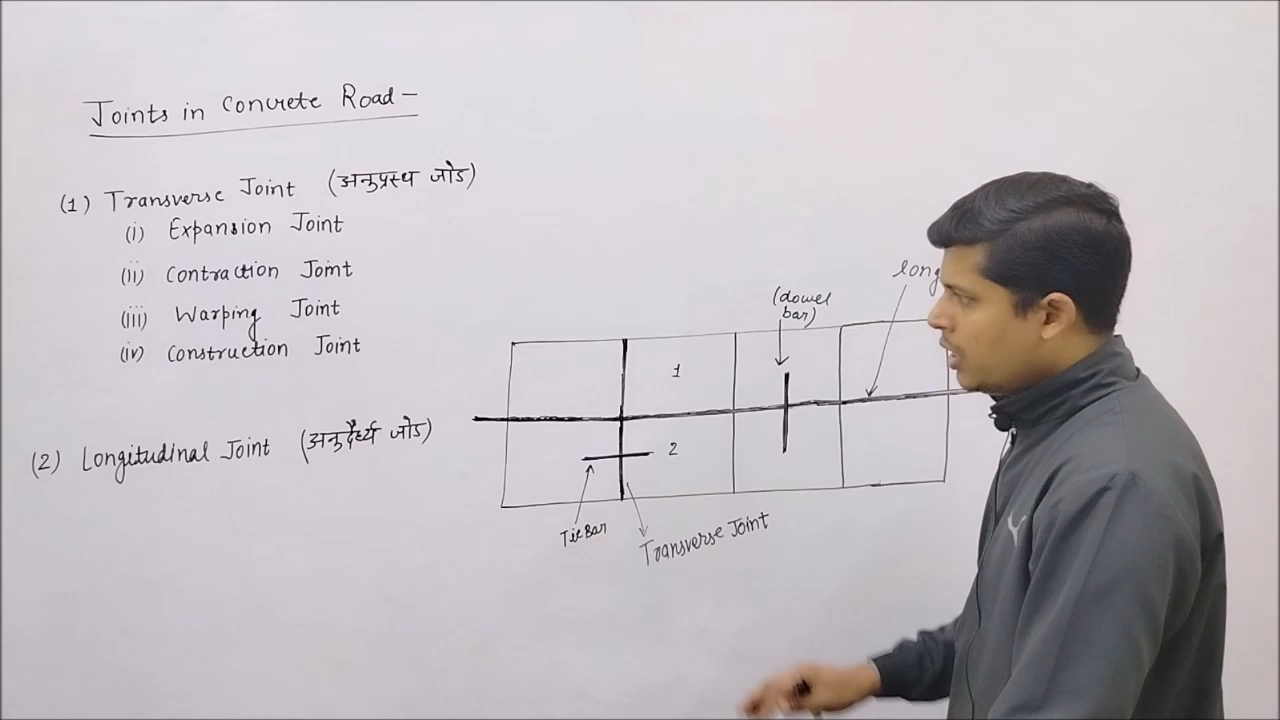 Joints in Concrete Road -
(1) Transverse Joint (अनुप्रस्थ जोड)
(i) Expansion Joint
(ii) Contraction Joint
(iii) Warping Joint
(iv) Construction Joint
(2) Longitudinal Joint (अनुदैर्ध्य जोड)
long
(dowel
bar)
1
2
Tie Bar
Transverse Joint